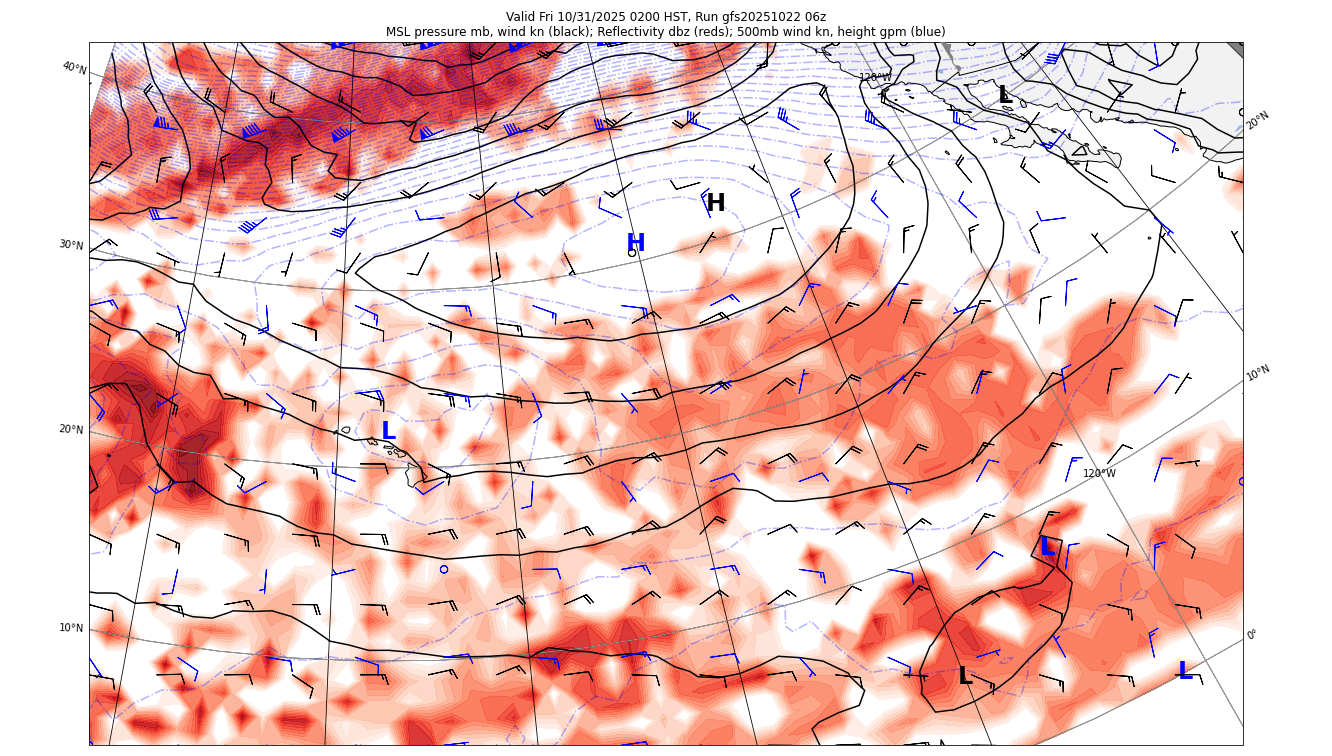 Valid Fri 10/31/2025 0200 HST, Run gfs20251022 06z
MSL pressure mb, wind kn (black); Reflectivity dbz (reds); 500mb wind kn, height gpm (blue)
40°N
120°W
L
20°N
H
H
30°N
10°N
L
20°N
120°W
L
10°N
0°
L
L